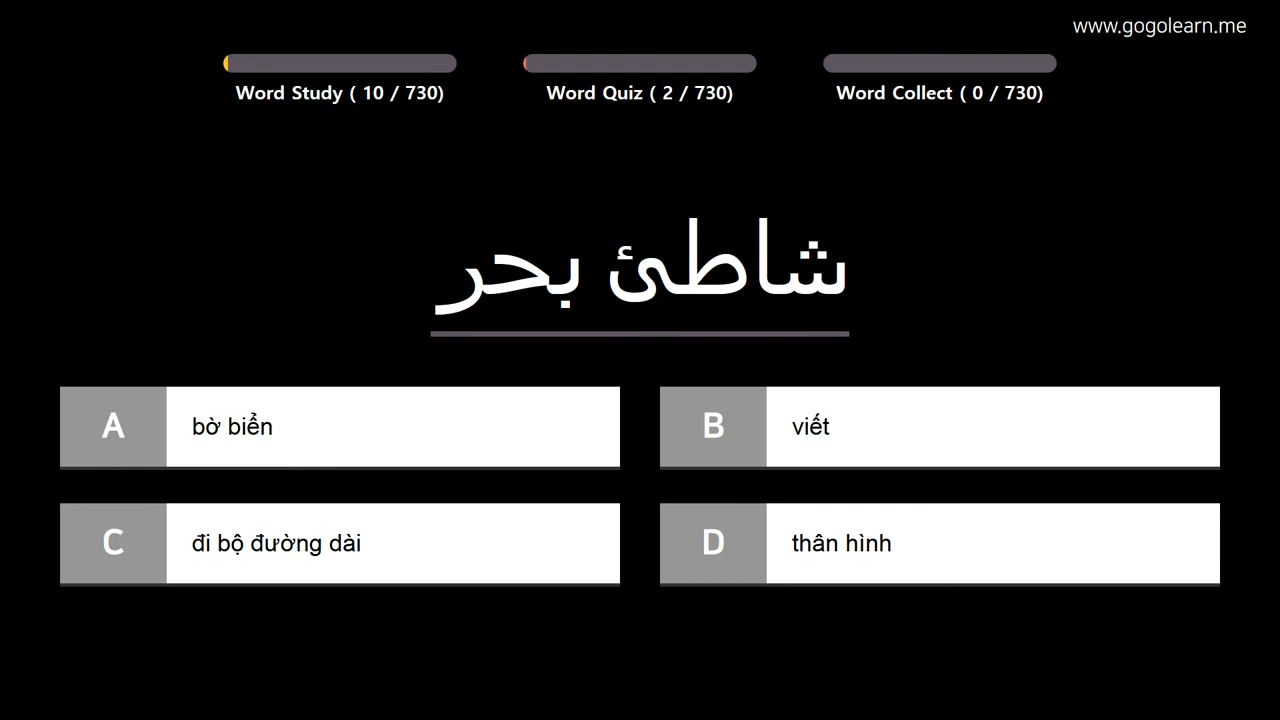 www.gogolearn.me
Word Study ( 10 / 730)
Word Quiz ( 2 / 730)
Word Collect ( 0 / 730)
شاطئ بحر
A bờ biển
B viết
C đi bộ đường dài
D thân hình